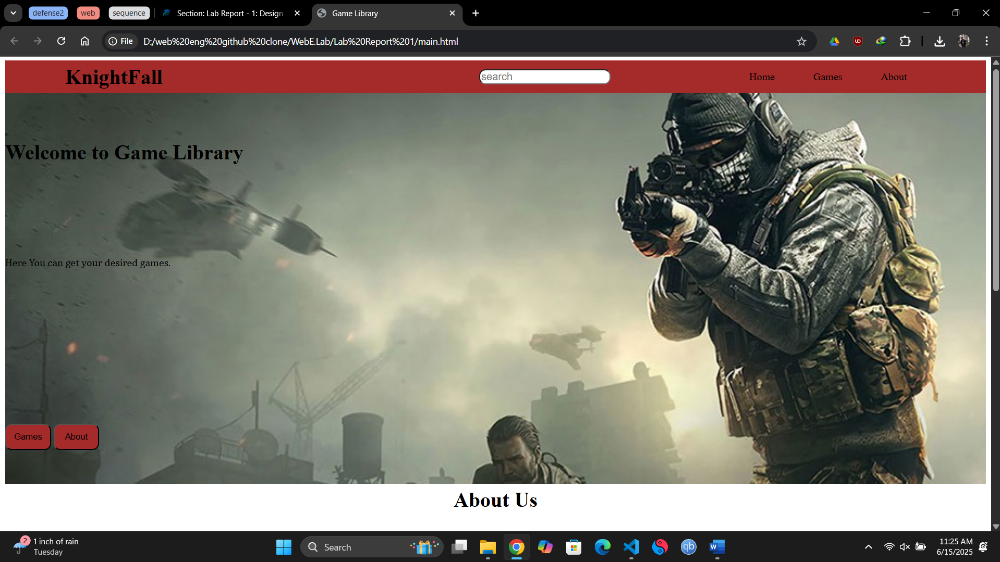 defense2 web sequence Section: Lab Report - 1: Design Game Library
File D:/web%20eng%20github%20clone/WebE.Lab/Lab%20Report%201/main.html
KnightFall search Home Games About
Welcome to Game Library
Here You can get your desired games.
Games About
About Us
2 1 inch of rain
Tuesday
Search
qb
W
11:25 AM
6/15/2025